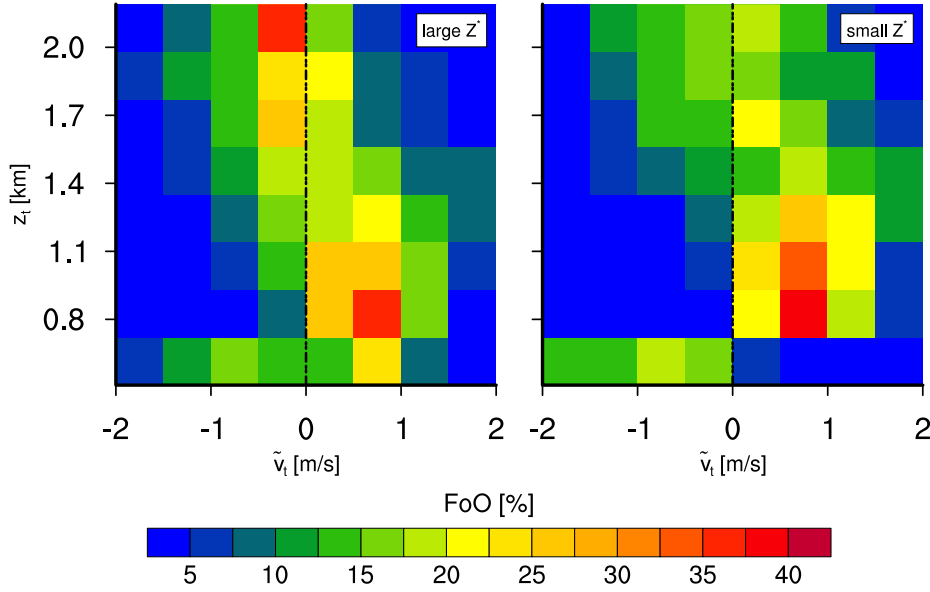 large Z*
small Z*
2.0
1.7
1.4
1.1
0.8
z_t [km]
-2 -1 0 1 2
-2 -1 0 1 2
ṽ_t [m/s]
ṽ_t [m/s]
FoO [%]
5 10 15 20 25 30 35 40